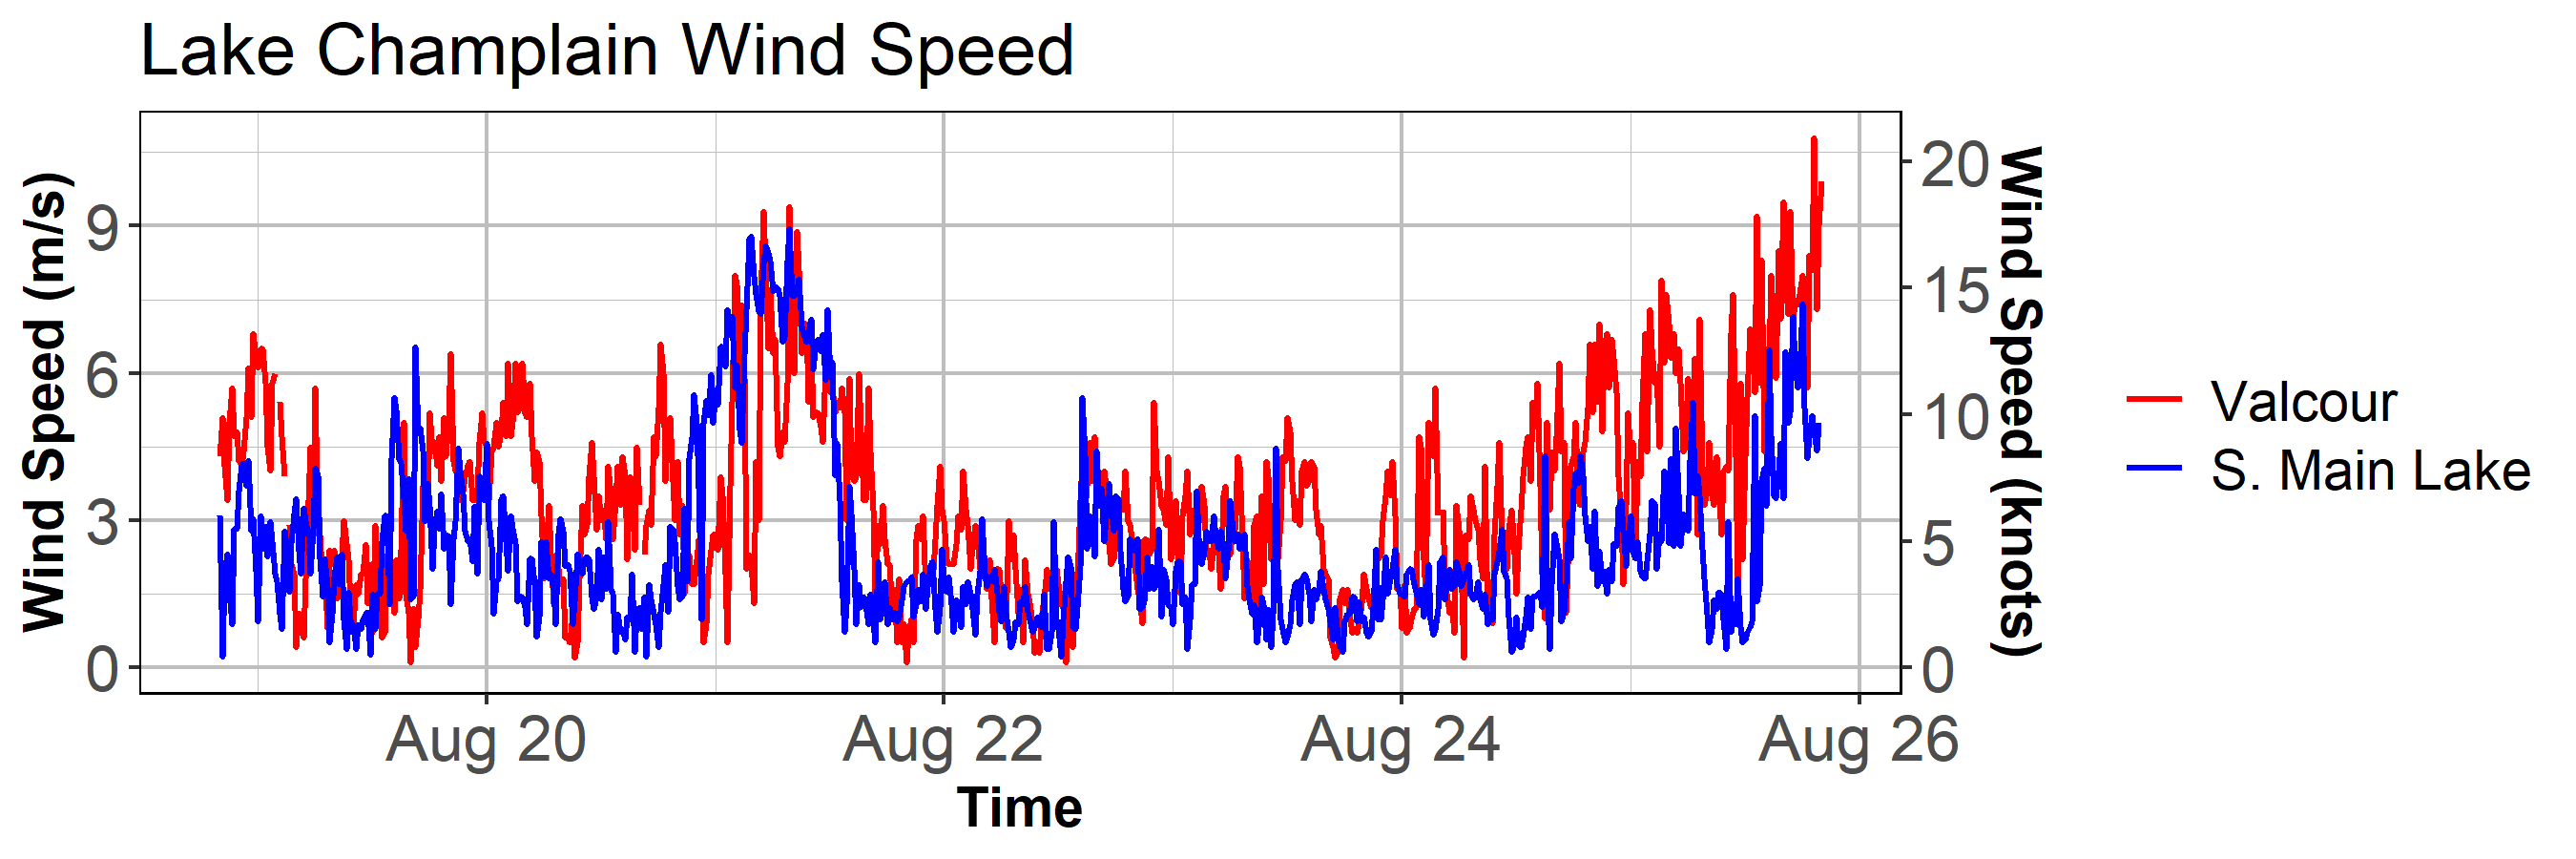 Lake Champlain Wind Speed
Wind Speed (m/s)
9
6
3
0
20
15
10
5
0
Wind Speed (knots)
Aug 20
Aug 22
Aug 24
Aug 26
Time
Valcour
S. Main Lake